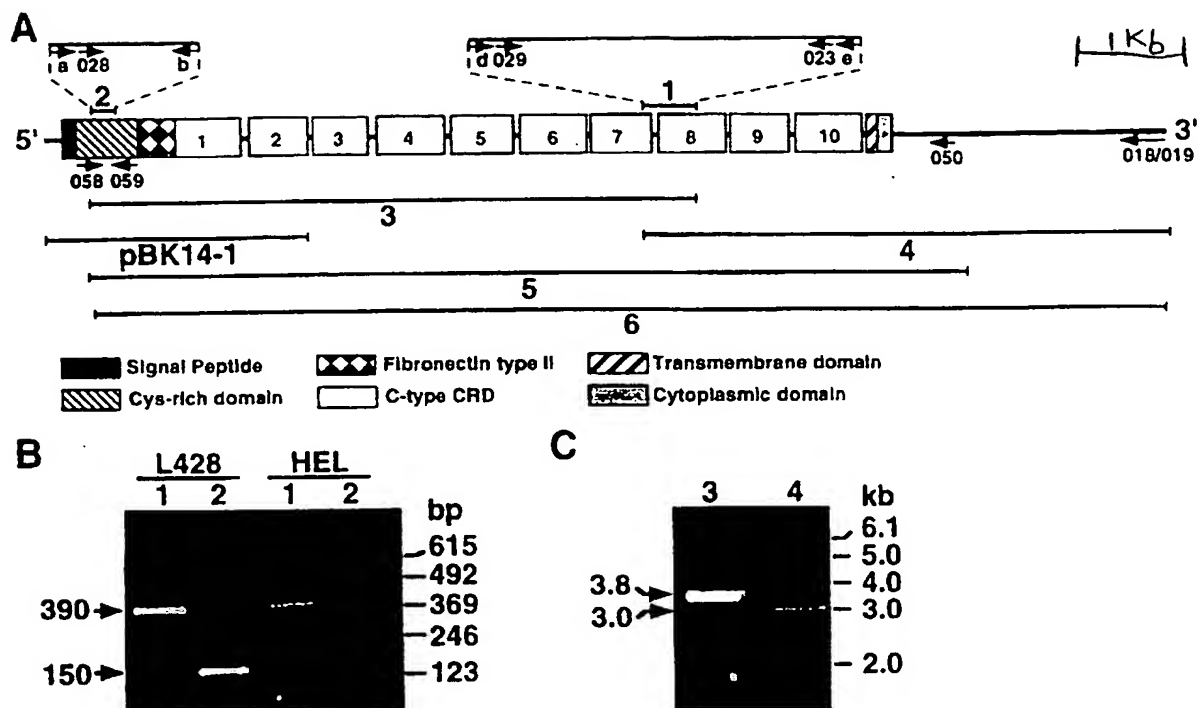 A
1 Kb
a 028 b
d 029 023 e
2
1
5' 1 2 3 4 5 6 7 8 9 10 3'
058 059
050
018/019
3
pBK14-1
4
5
6
Signal Peptide
Fibronectin type II
Transmembrane domain
Cys-rich domain
C-type CRD
Cytoplasmic domain
B
L428 HEL
1 2 1 2
bp
615
492
390 369
246
150 123
C
3 4 kb
6.1
5.0
3.8 4.0
3.0 3.0
2.0